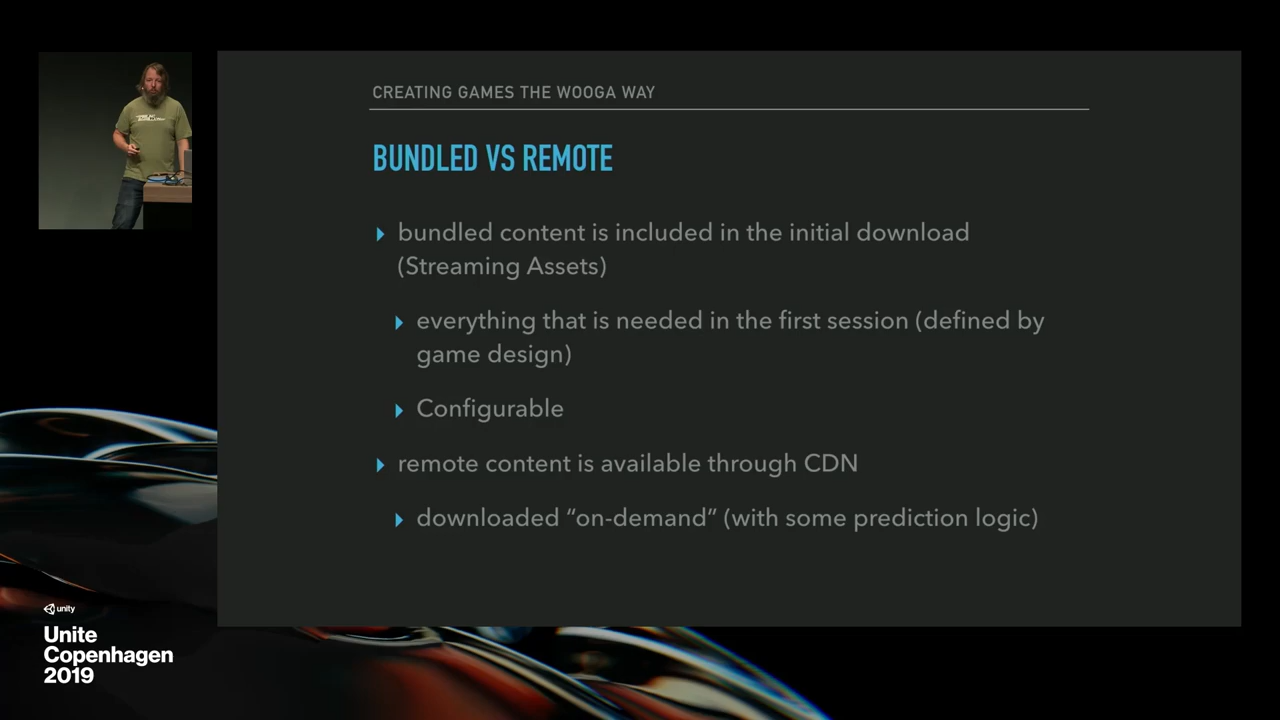 CREATING GAMES THE WOOGA WAY
BUNDLED VS REMOTE
bundled content is included in the initial download
(Streaming Assets)
everything that is needed in the first session (defined by
game design)
Configurable
remote content is available through CDN
downloaded “on-demand” (with some prediction logic)
unity
Unite
Copenhagen
2019